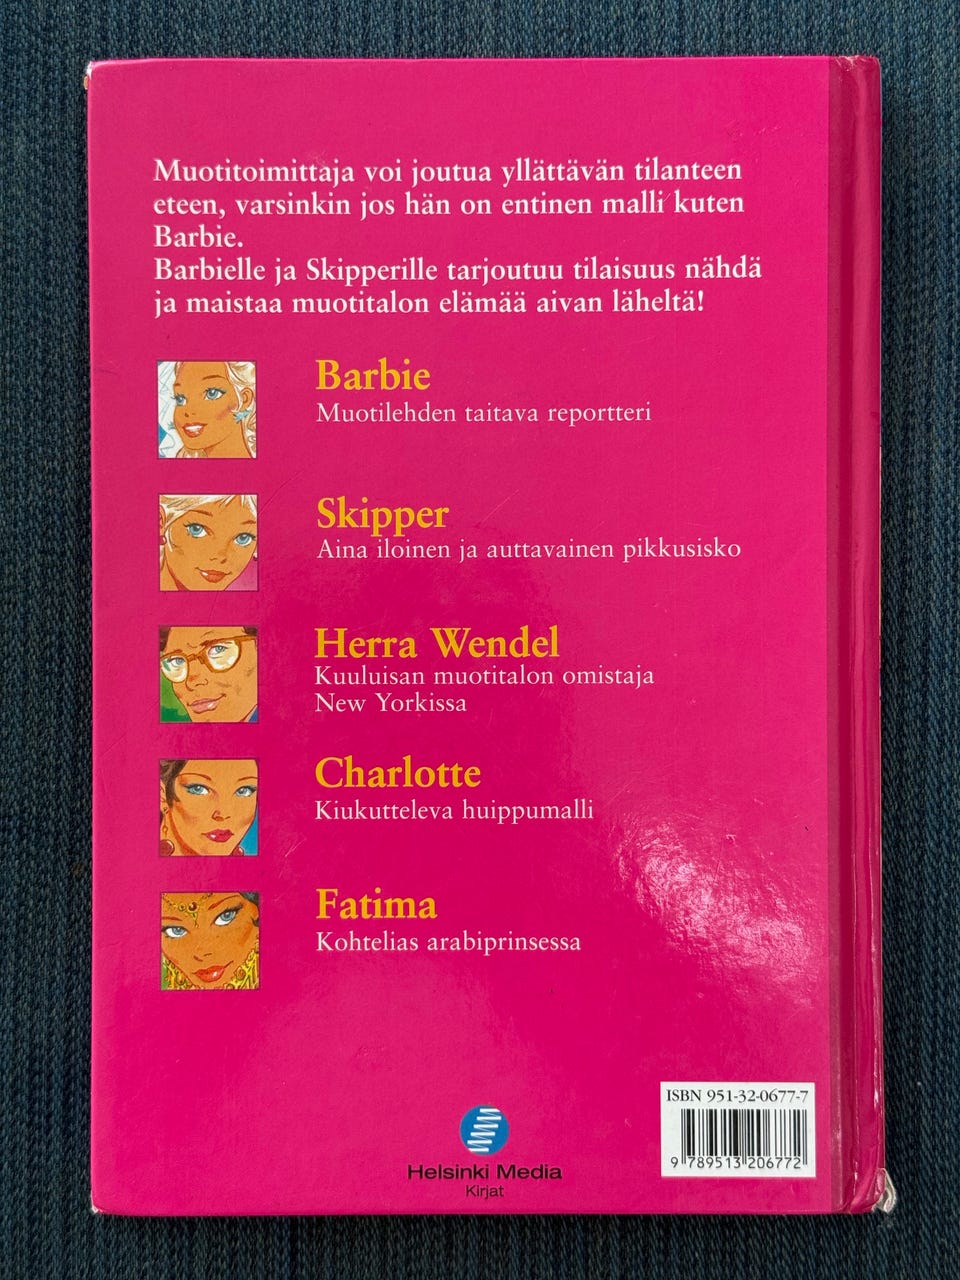 Muotitoimittaja voi joutua yllättävän tilanteen
eteen, varsinkin jos hän on entinen malli kuten
Barbie.
Barbielle ja Skipperille tarjoutuu tilaisuus nähdä
ja maistaa muotitalon elämää aivan läheltä!
Barbie
Muotilehden taitava reportteri
Skipper
Aina iloinen ja auttavainen pikkusisko
Herra Wendel
Kuuluisan muotitalon omistaja
New Yorkissa
Charlotte
Kiukutteleva huippumalli
Fatima
Kohtelias arabiprinsessa
Helsinki Media
Kirjat
ISBN 951-32-0677-7
9 789513 206772